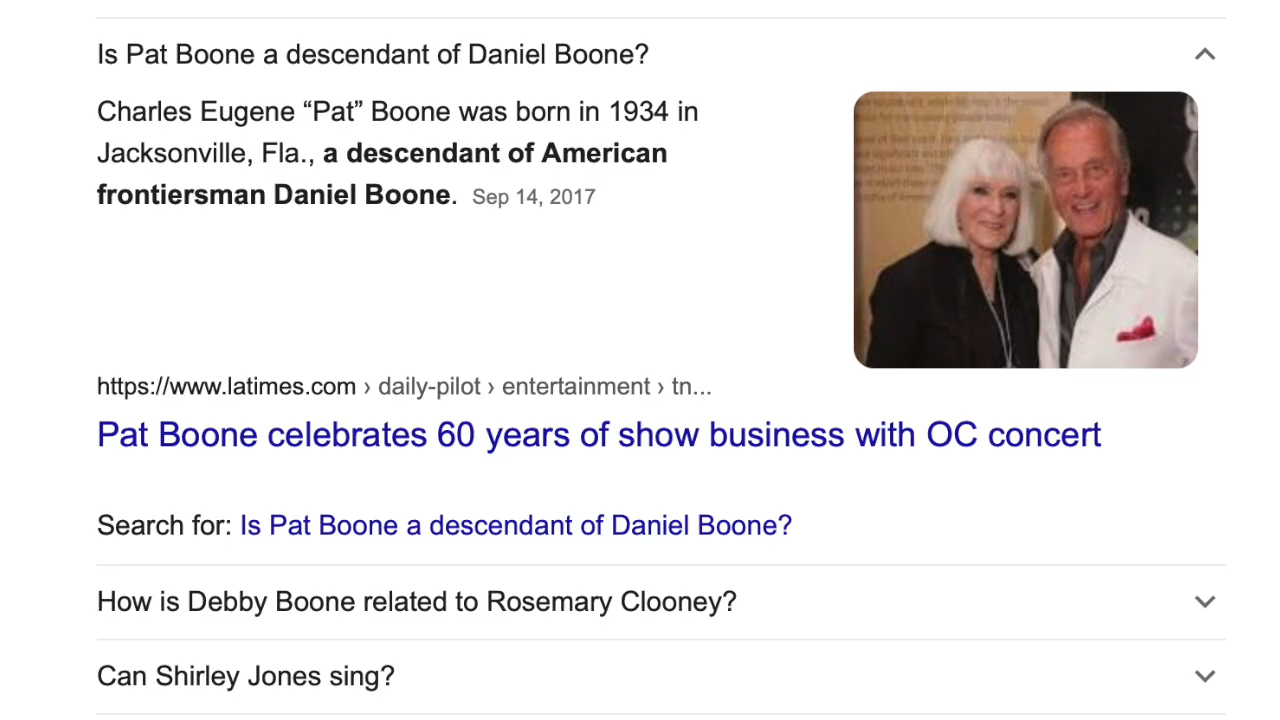 Is Pat Boone a descendant of Daniel Boone?
Charles Eugene “Pat” Boone was born in 1934 in
Jacksonville, Fla., a descendant of American
frontiersman Daniel Boone. Sep 14, 2017
https://www.latimes.com › daily-pilot › entertainment › tn...
Pat Boone celebrates 60 years of show business with OC concert
Search for: Is Pat Boone a descendant of Daniel Boone?
How is Debby Boone related to Rosemary Clooney?
Can Shirley Jones sing?